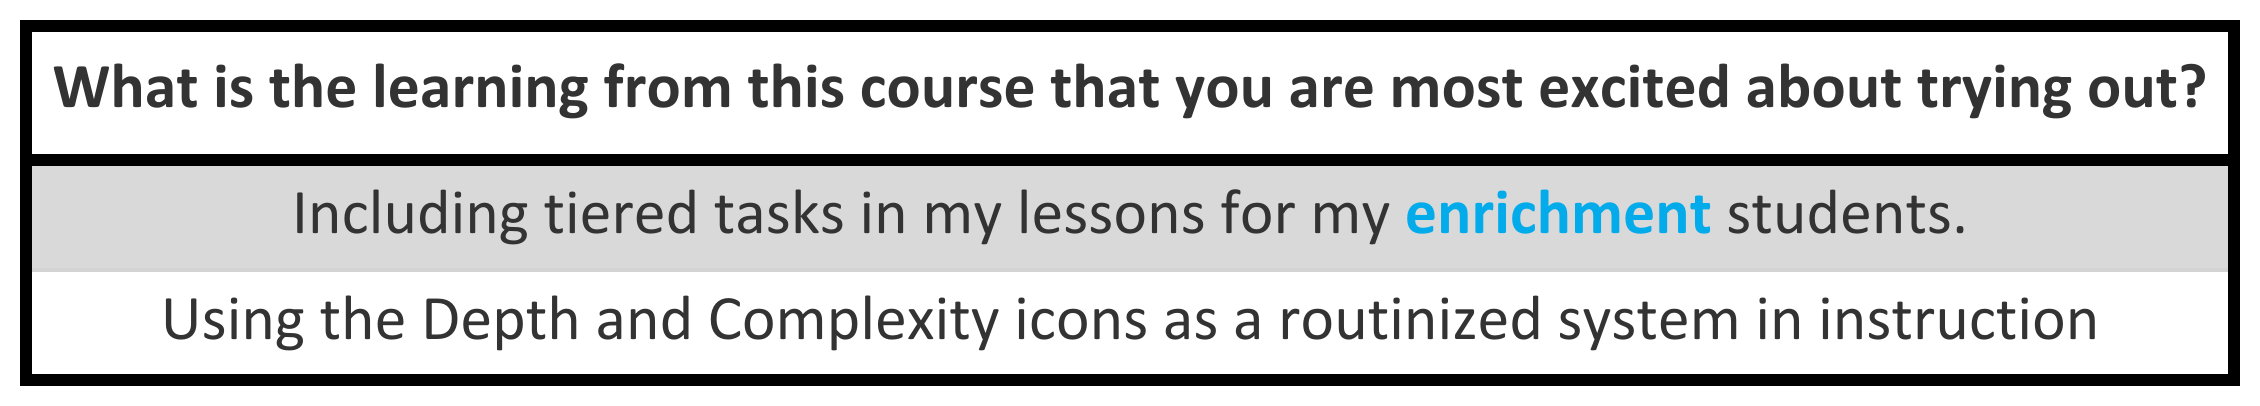 What is the learning from this course that you are most excited about trying out?
Including tiered tasks in my lessons for my enrichment students.
Using the Depth and Complexity icons as a routinized system in instruction